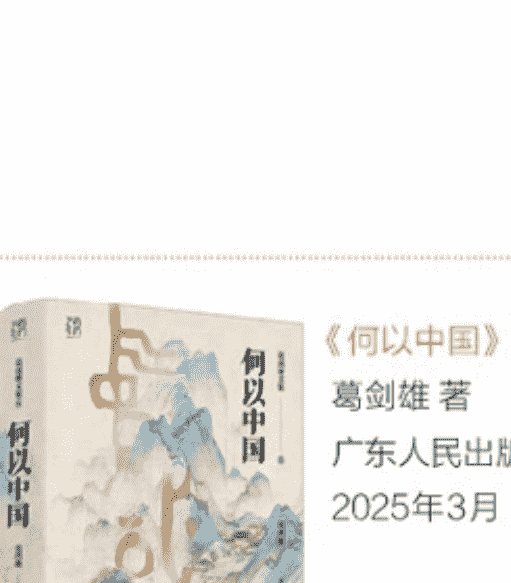 《何以中国》
葛剑雄 著
广东人民出版
2025年3月
何以中国
何以中国